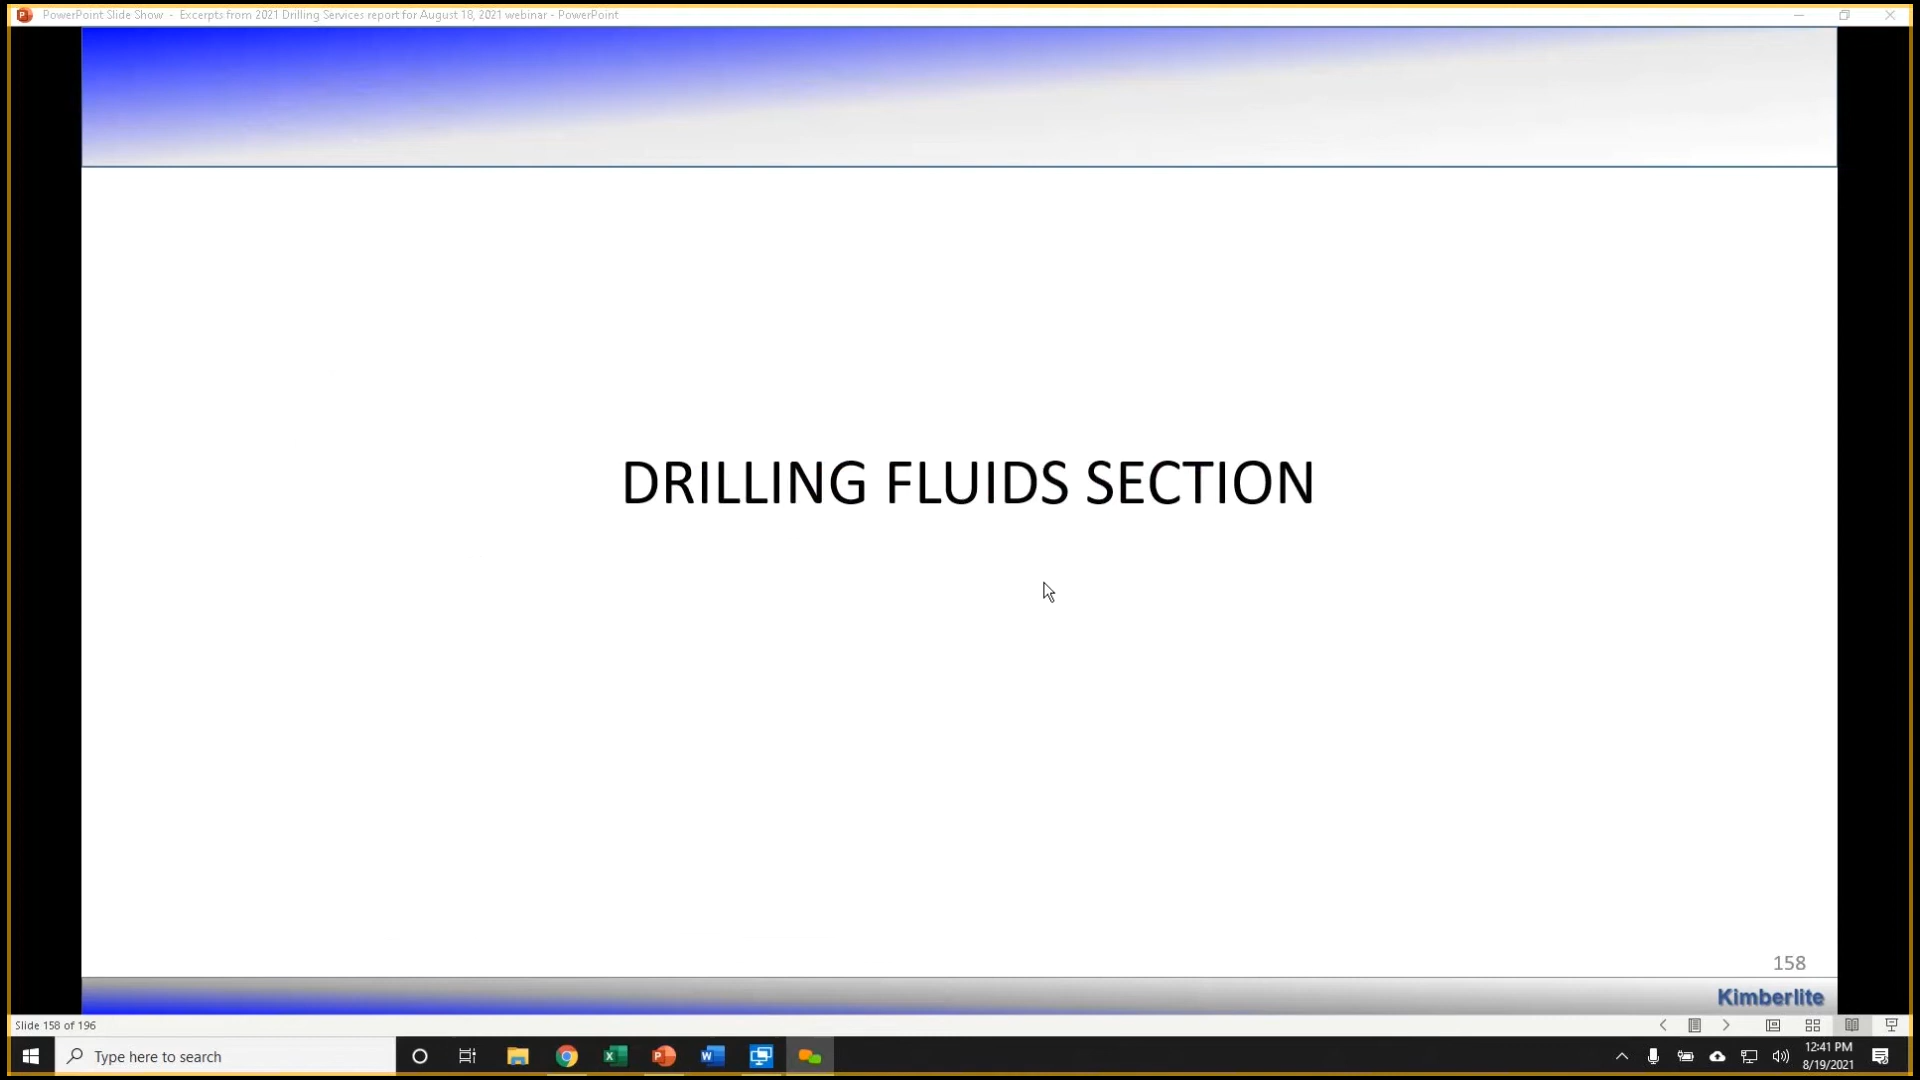 PowerPoint Slide Show - Excerpts from 2021 Drilling Services report for August 18, 2021 webinar - PowerPoint
DRILLING FLUIDS SECTION
158
Kimberlite
Slide 158 of 196
Type here to search
12:41 PM
8/19/2021